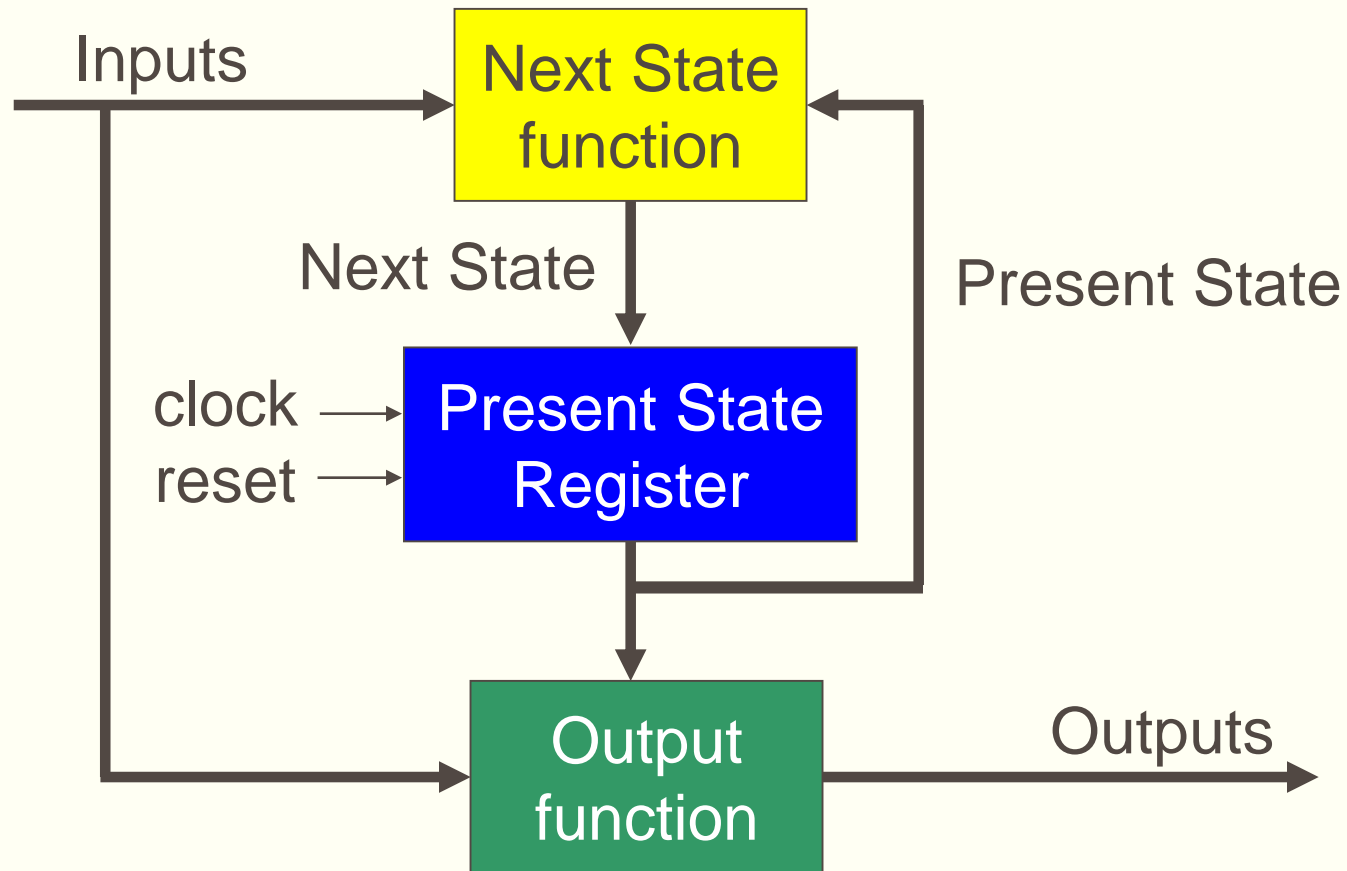 Inputs
Next State
function
Next State
Present State
clock
reset
Present State
Register
Output
function
Outputs